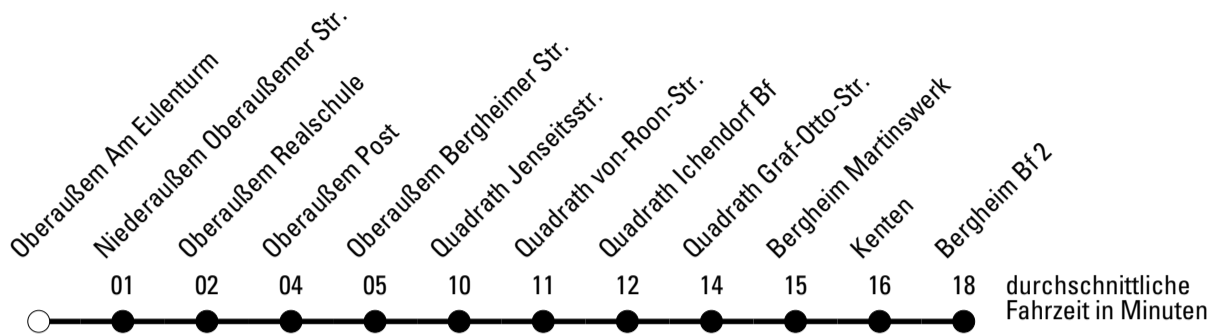 Oberaußem Am Eulenturm
Niederaußem Oberaußemer Str.
Oberaußem Realschule
Oberaußem Post
Oberaußem Bergheimer Str.
Quadrath Jenseitsstr.
Quadrath von-Roon-Str.
Quadrath Ichendorf Bf
Quadrath Graf-Otto-Str.
Bergheim Martinswerk
Kenten
Bergheim Bf 2
01 02 04 05 10 11 12 14 15 16 18 durchschnittliche
Fahrzeit in Minuten